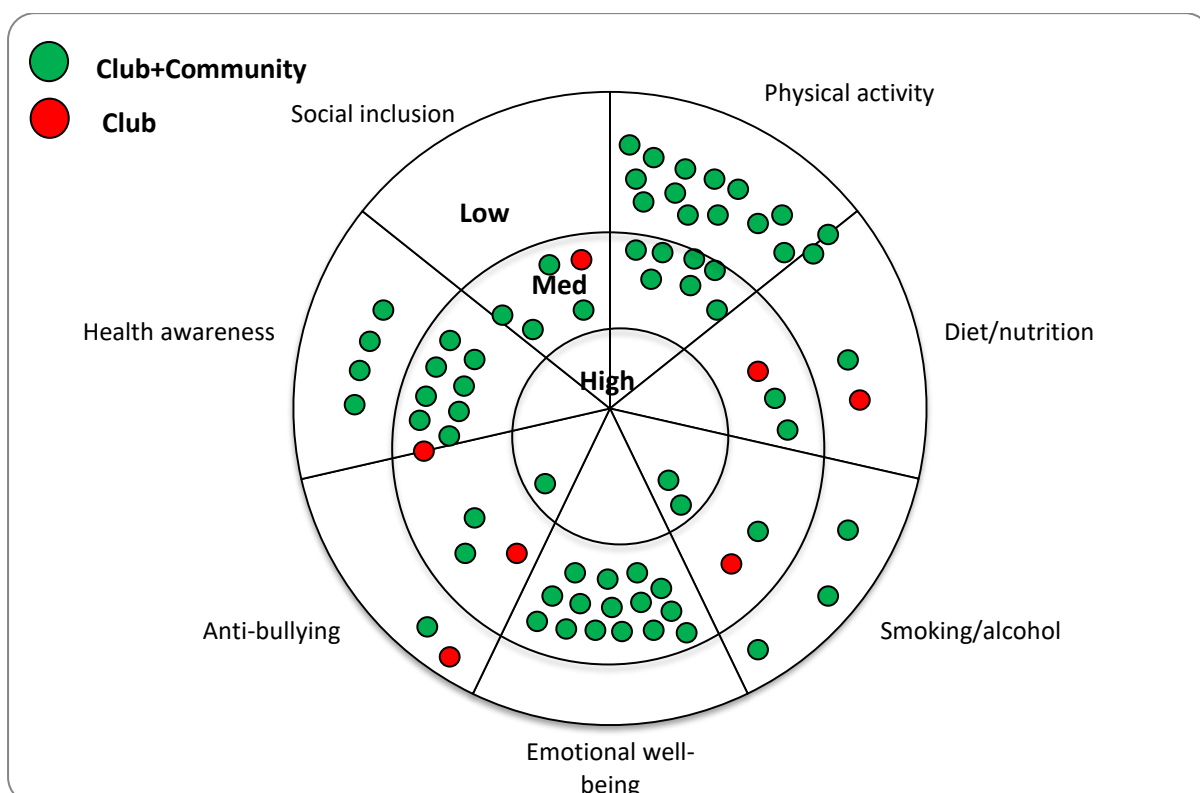 Club+Community
Club
Social inclusion
Physical activity
Low
Med
High
Health awareness
Diet/nutrition
Anti-bullying
Smoking/alcohol
Emotional well-
being